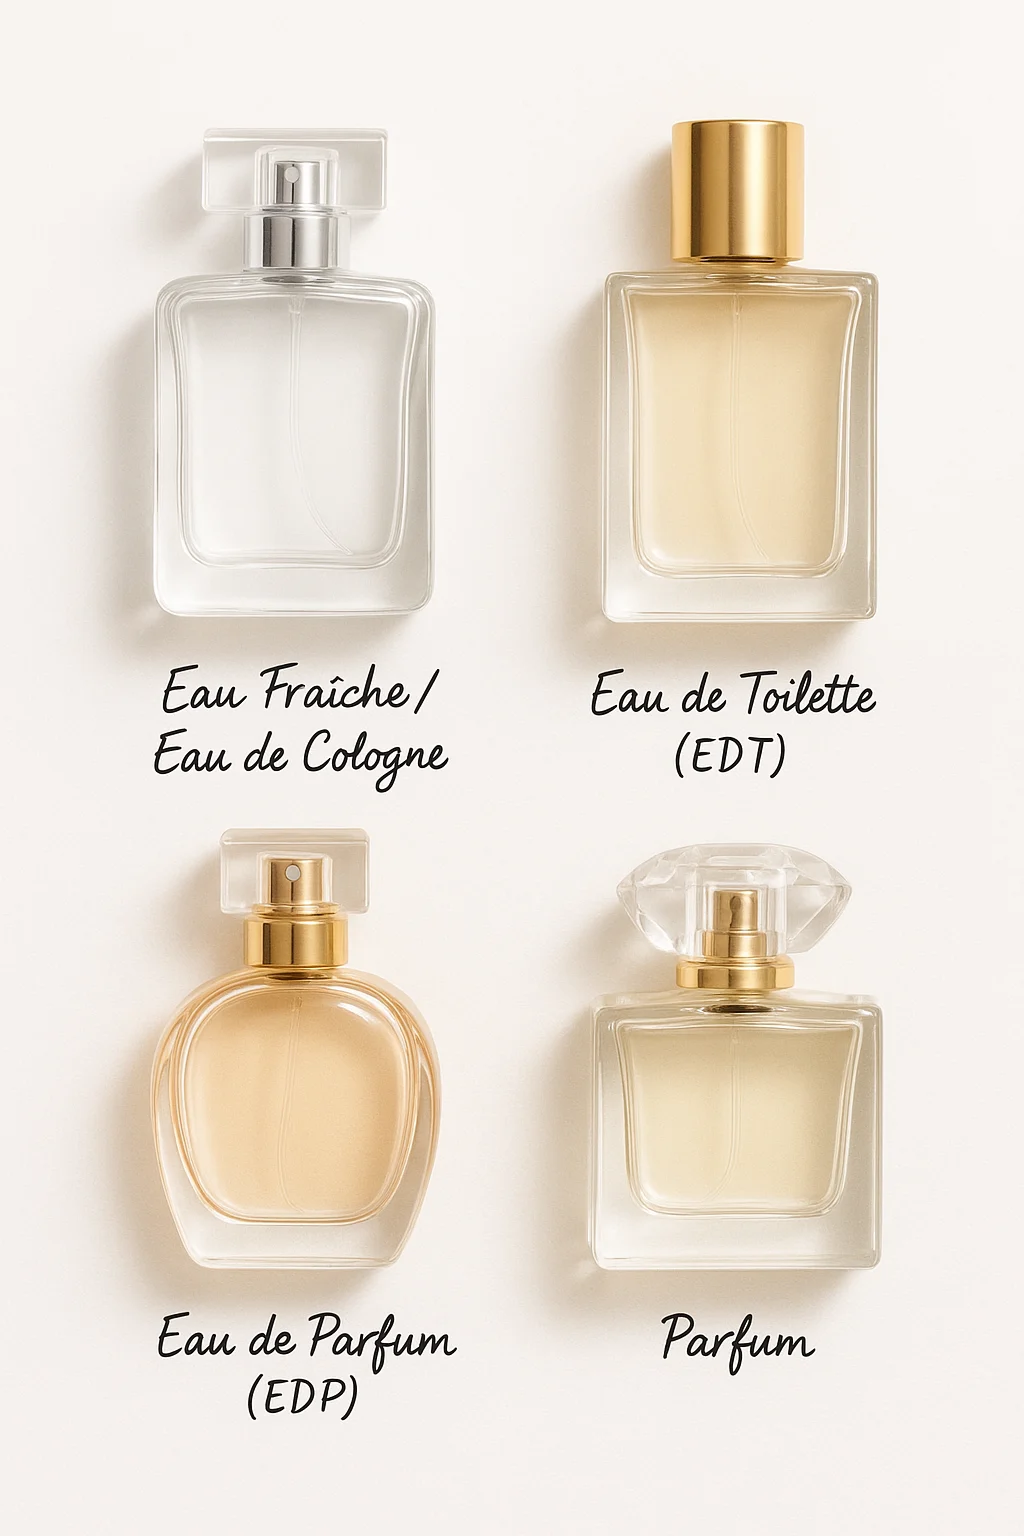 Eau Fraîche/
Eau de Cologne
Eau de Toilette
(EDT)
Eau de Parfum
(EDP)
Parfum